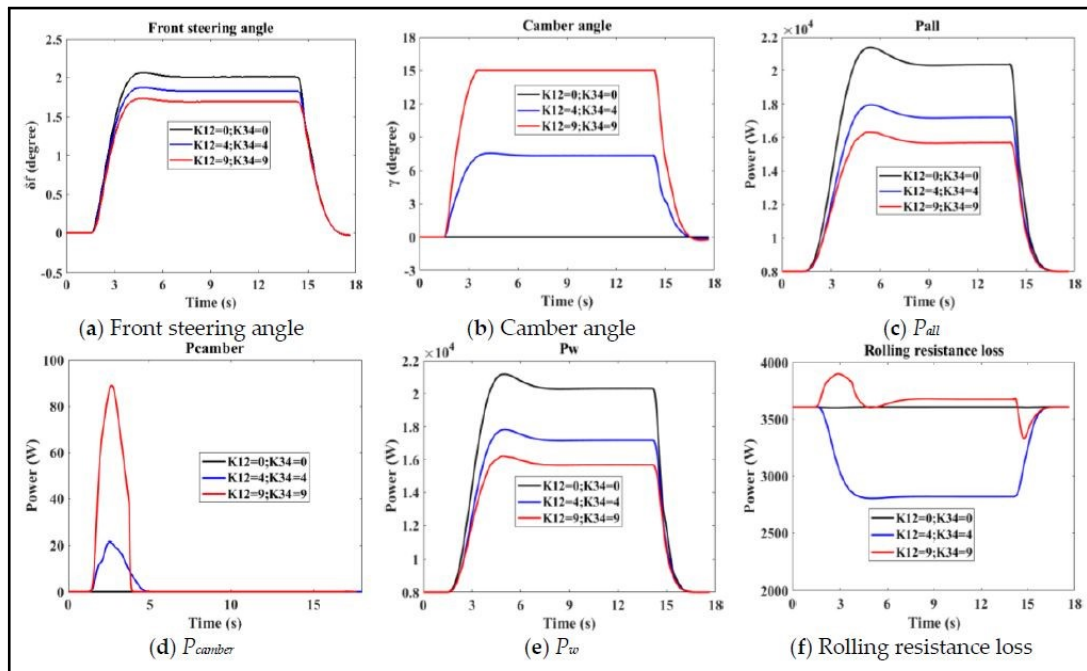 Front steering angle
2.5
2
1.5
1
0.5
0
-0.5
δf (degree)
K12=0;K34=0
K12=4;K34=4
K12=9;K34=9
0 3 6 9 12 15 18
Time (s)
(a) Front steering angle
Camber angle
18
15
12
9
6
3
0
-3
γ (degree)
K12=0;K34=0
K12=4;K34=4
K12=9;K34=9
0 3 6 9 12 15 18
Time (s)
(b) Camber angle
Pall
×10⁴
2.2
2
1.8
1.6
1.4
1.2
1
0.8
Power (W)
K12=0;K34=0
K12=4;K34=4
K12=9;K34=9
0 3 6 9 12 15 18
Time (s)
(c) Pall
Pcamber
100
80
60
40
20
0
Power (W)
K12=0;K34=0
K12=4;K34=4
K12=9;K34=9
0 5 10 15
Time (s)
(d) Pcamber
Pw
×10⁴
2.2
2
1.8
1.6
1.4
1.2
1
0.8
Power (W)
K12=0;K34=0
K12=4;K34=4
K12=9;K34=9
0 3 6 9 12 15 18
Time (s)
(e) Pw
Rolling resistance loss
4000
3500
3000
2500
2000
Power (W)
K12=0;K34=0
K12=4;K34=4
K12=9;K34=9
0 3 6 9 12 15 18
Time (s)
(f) Rolling resistance loss